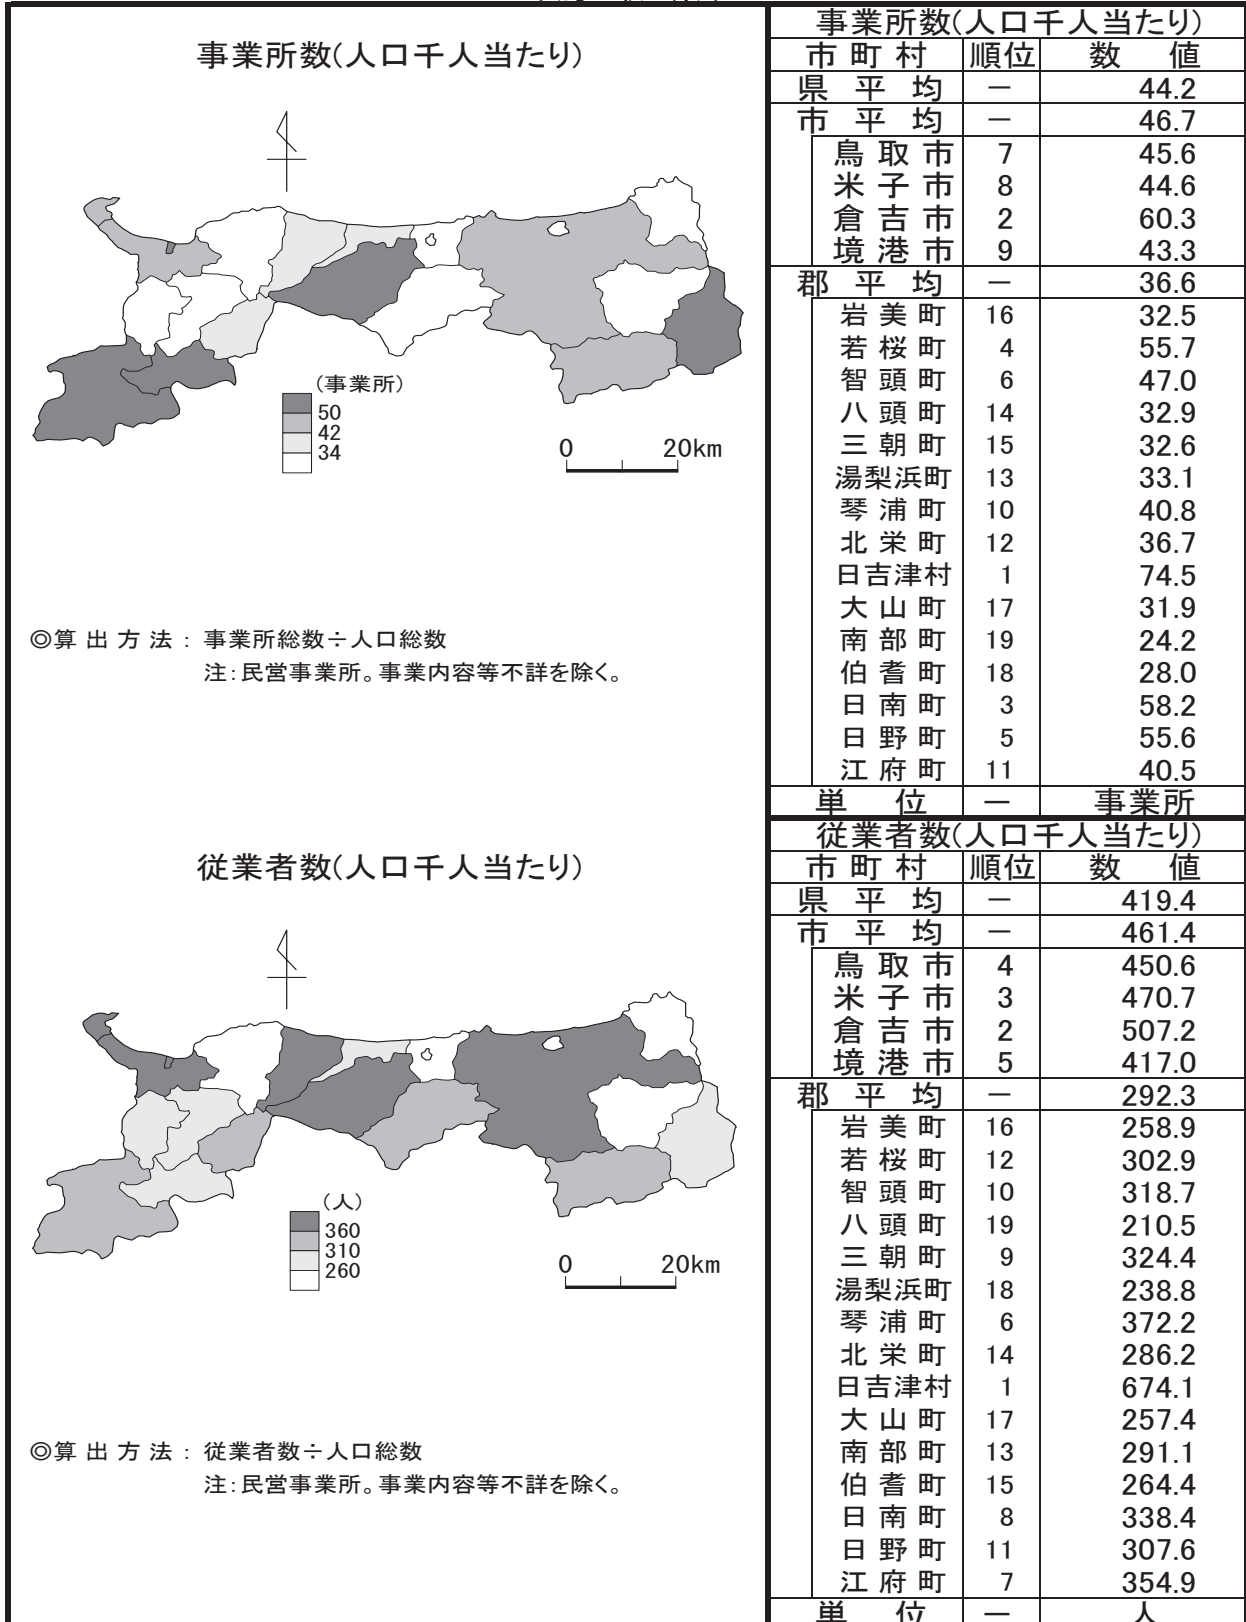 事業所数(人口千人当たり)
(事業所)
50
42
34
0 20km
◎算出方法：事業所総数÷人口総数
注：民営事業所。事業内容等不詳を除く。
事業所数(人口千人当たり)
市町村 順位 数値
県平均 － 44.2
市平均 － 46.7
鳥取市 7 45.6
米子市 8 44.6
倉吉市 2 60.3
境港市 9 43.3
郡平均 － 36.6
岩美町 16 32.5
若桜町 4 55.7
智頭町 6 47.0
八頭町 14 32.9
三朝町 15 32.6
湯梨浜町 13 33.1
琴浦町 10 40.8
北栄町 12 36.7
日吉津村 1 74.5
大山町 17 31.9
南部町 19 24.2
伯耆町 18 28.0
日南町 3 58.2
日野町 5 55.6
江府町 11 40.5
単位 － 事業所
従業者数(人口千人当たり)
(人)
360
310
260
0 20km
◎算出方法：従業者数÷人口総数
注：民営事業所。事業内容等不詳を除く。
従業者数(人口千人当たり)
市町村 順位 数値
県平均 － 419.4
市平均 － 461.4
鳥取市 4 450.6
米子市 3 470.7
倉吉市 2 507.2
境港市 5 417.0
郡平均 － 292.3
岩美町 16 258.9
若桜町 12 302.9
智頭町 10 318.7
八頭町 19 210.5
三朝町 9 324.4
湯梨浜町 18 238.8
琴浦町 6 372.2
北栄町 14 286.2
日吉津村 1 674.1
大山町 17 257.4
南部町 13 291.1
伯耆町 15 264.4
日南町 8 338.4
日野町 11 307.6
江府町 7 354.9
単位 － 人